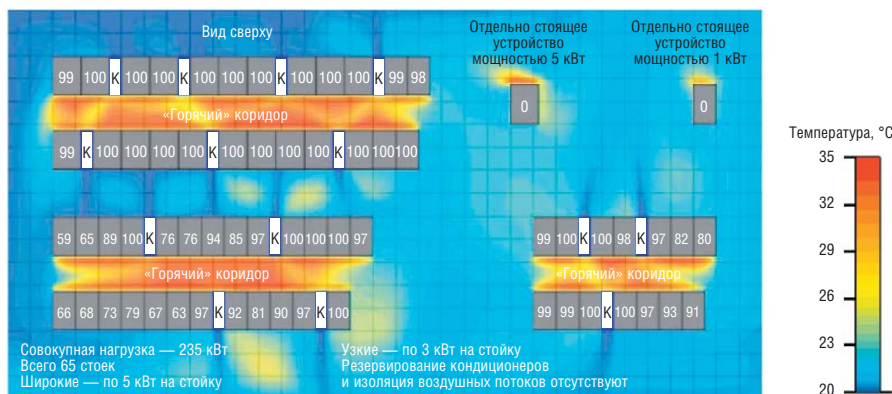 Вид сверху
Отдельно стоящее
устройство
мощностью 5 кВт
Отдельно стоящее
устройство
мощностью 1 кВт
99 100 К 100 100 К 100 100 100 К 100 100 100 К 99 98
«Горячий» коридор
99 К 100 100 100 100 К 100 100 100 100 К 100 100 100
0
0
Температура, °C
35
32
29
26
23
20
59 65 89 100 К 76 76 94 85 97 К 100 100 100 97
«Горячий» коридор
66 68 73 79 67 63 97 К 92 81 90 97 К 100
99 100 К 100 98 К 97 82 80
«Горячий» коридор
99 99 100 К 100 97 93 91
Совокупная нагрузка — 235 кВт
Всего 65 стоек
Широкие — по 5 кВт на стойку
Узкие — по 3 кВт на стойку
Резервирование кондиционеров
и изоляция воздушных потоков отсутствуют